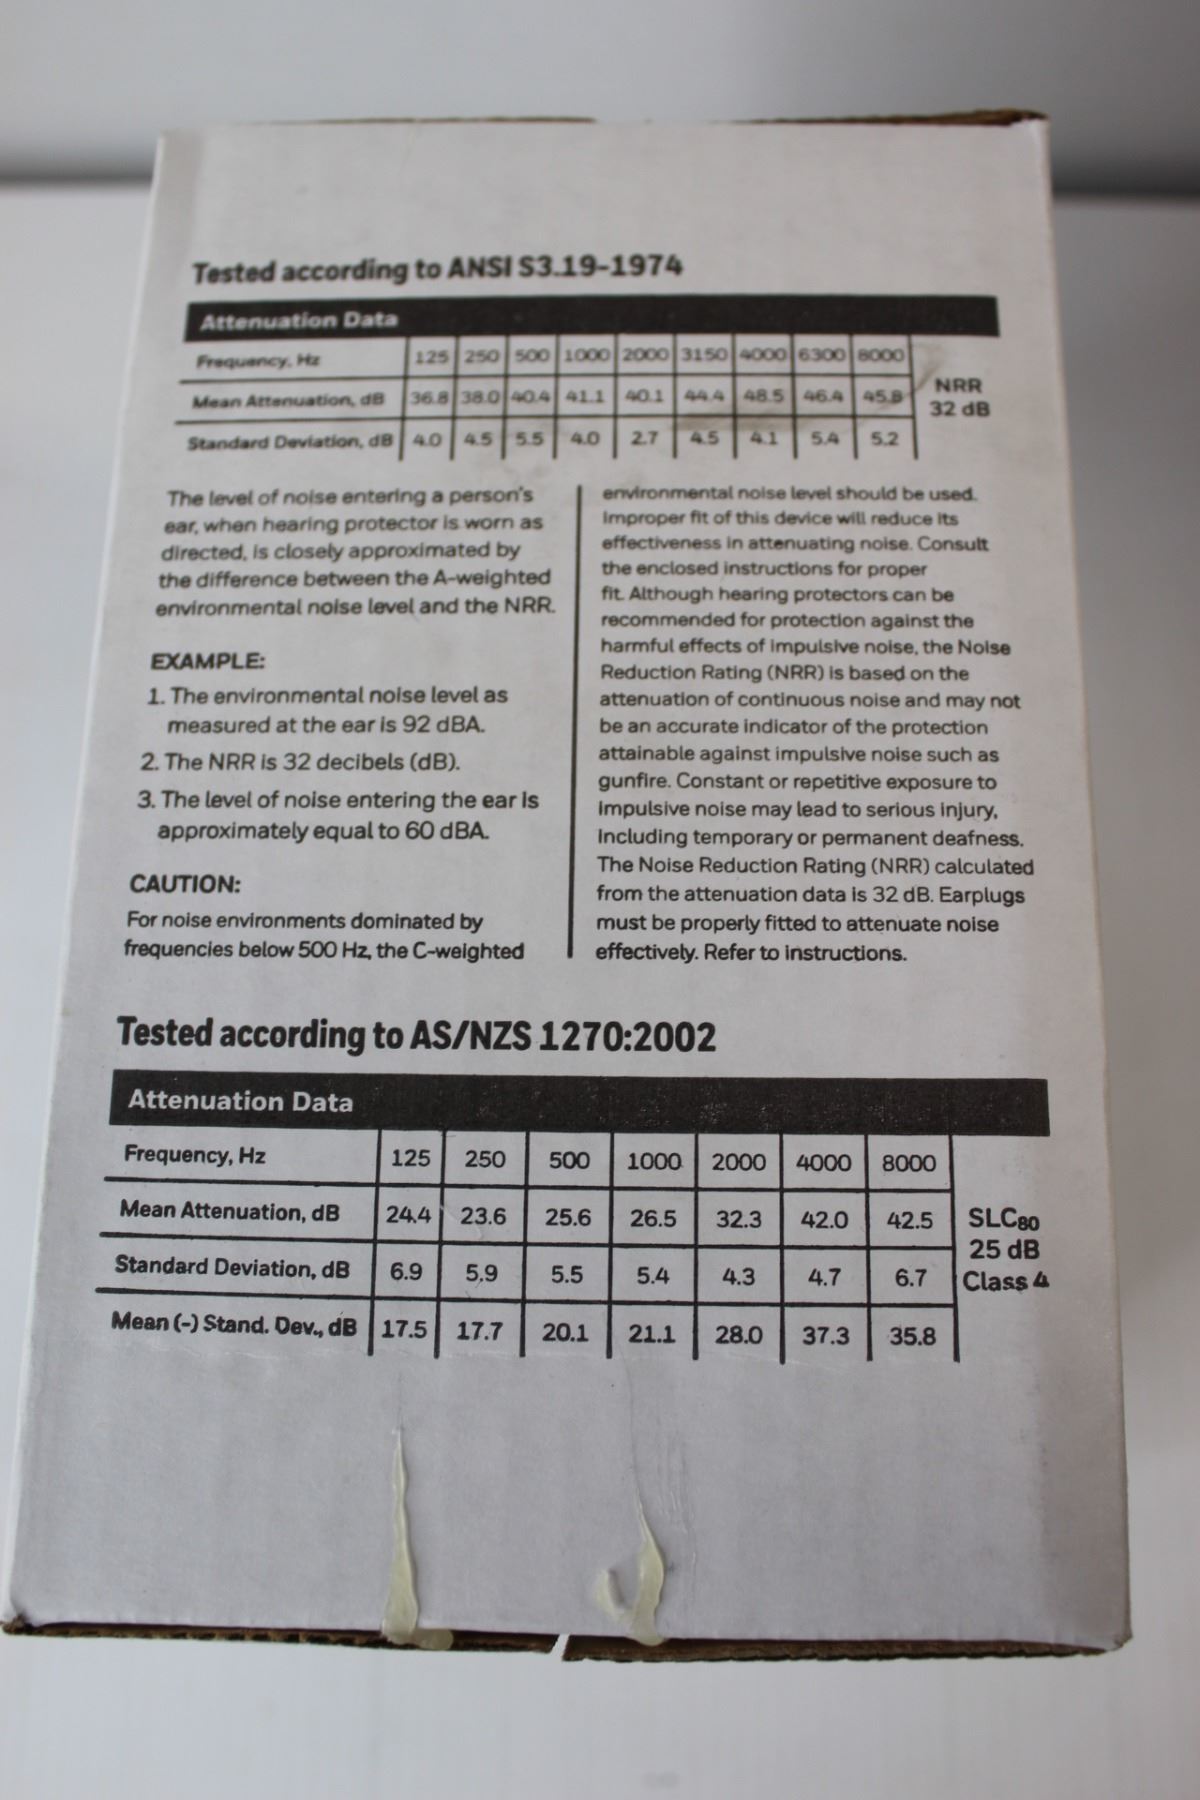 Tested according to ANSI S3.19-1974
Attenuation Data
Frequency, Hz 125 250 500 1000 2000 3150 4000 6300 8000
Mean Attenuation, dB 36.8 38.0 40.4 41.1 40.1 44.4 48.5 46.4 45.8
Standard Deviation, dB 4.0 4.5 5.5 4.0 2.7 4.5 4.1 5.4 5.2
NRR
32 dB
The level of noise entering a person's
ear, when hearing protector is worn as
directed, is closely approximated by
the difference between the A-weighted
environmental noise level and the NRR.
EXAMPLE:
1. The environmental noise level as
measured at the ear is 92 dBA.
2. The NRR is 32 decibels (dB).
3. The level of noise entering the ear is
approximately equal to 60 dBA.
CAUTION:
For noise environments dominated by
frequencies below 500 Hz, the C-weighted
environmental noise level should be used.
Improper fit of this device will reduce its
effectiveness in attenuating noise. Consult
the enclosed instructions for proper
fit. Although hearing protectors can be
recommended for protection against the
harmful effects of impulsive noise, the Noise
Reduction Rating (NRR) is based on the
attenuation of continuous noise and may not
be an accurate indicator of the protection
attainable against impulsive noise such as
gunfire. Constant or repetitive exposure to
impulsive noise may lead to serious injury,
including temporary or permanent deafness.
The Noise Reduction Rating (NRR) calculated
from the attenuation data is 32 dB. Earplugs
must be properly fitted to attenuate noise
effectively. Refer to instructions.
Tested according to AS/NZS 1270:2002
Attenuation Data
Frequency, Hz 125 250 500 1000 2000 4000 8000
Mean Attenuation, dB 24.4 23.6 25.6 26.5 32.3 42.0 42.5
Standard Deviation, dB 6.9 5.9 5.5 5.4 4.3 4.7 6.7
Mean (-) Stand. Dev., dB 17.5 17.7 20.1 21.1 28.0 37.3 35.8
SLC80
25 dB
Class 4